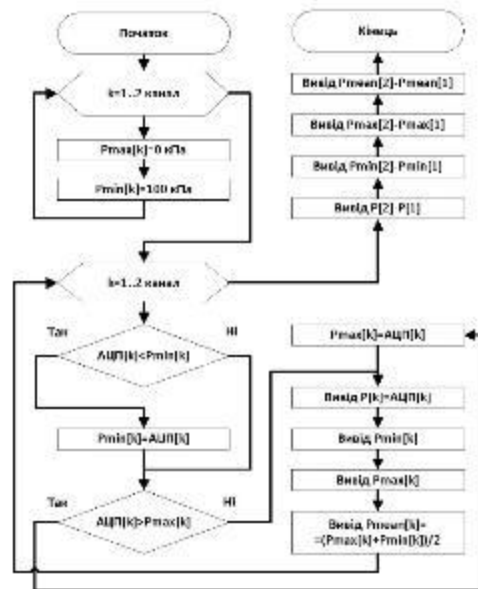 Початок
k=1..2 канал
Pmax[k]=0 кПа
Pmin[k]=100 кПа
k=1..2 канал
Так
Ні
АЦП[k]<Pmin[k]
Pmin[k]=АЦП[k]
Так
Ні
АЦП[k]>Pmax[k]
Кінець
Вивід Pmean[2]-Pmean[1]
Вивід Pmax[2]-Pmax[1]
Вивід Pmin[2]-Pmin[1]
Вивід P[2]-P[1]
Pmax[k]=АЦП[k]
Вивід P[k]=АЦП[k]
Вивід Pmin[k]
Вивід Pmax[k]
Вивід Pmean[k]=
=(Pmax[k]+Pmin[k])/2